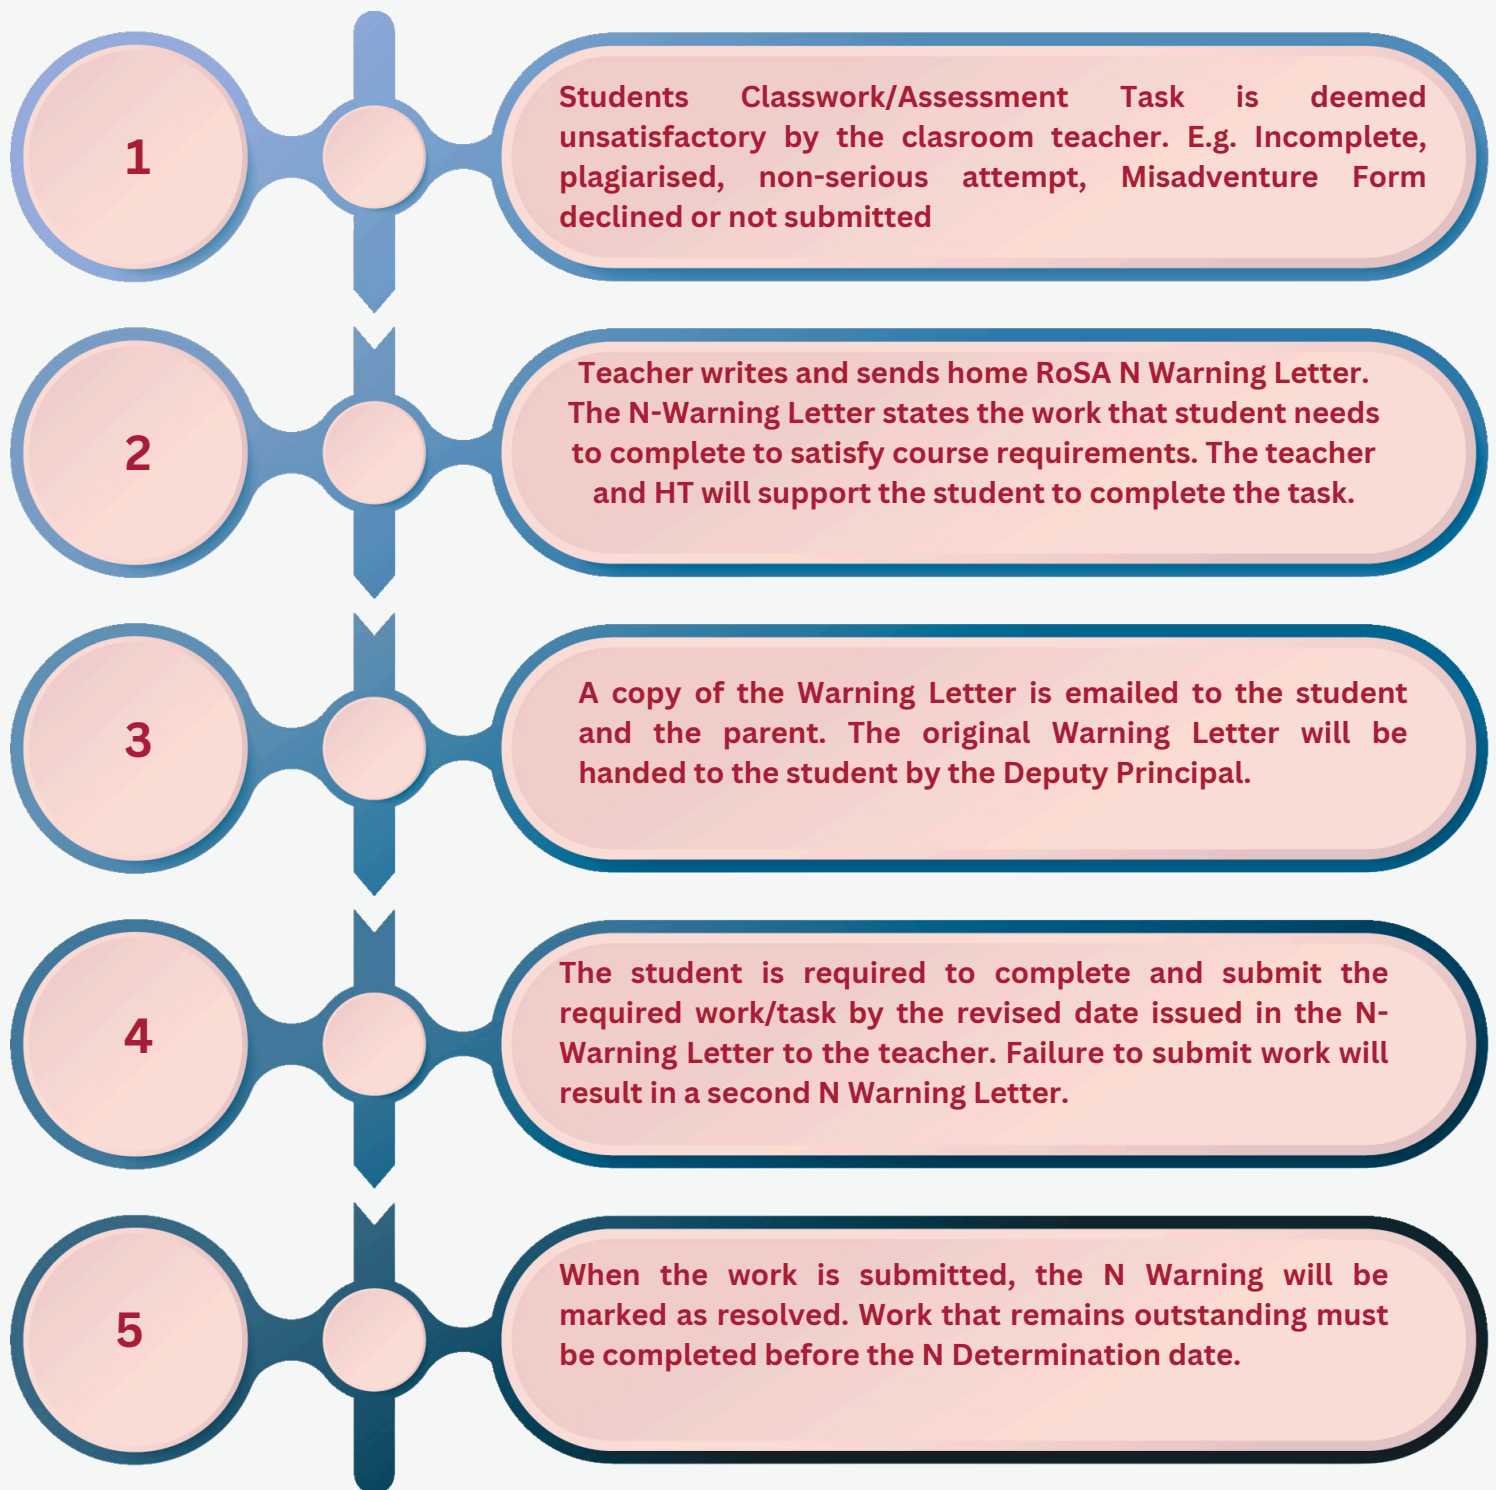 1
Students Classwork/Assessment Task is deemed
unsatisfactory by the clasroom teacher. E.g. Incomplete,
plagiarised, non-serious attempt, Misadventure Form
declined or not submitted
2
Teacher writes and sends home RoSA N Warning Letter.
The N-Warning Letter states the work that student needs
to complete to satisfy course requirements. The teacher
and HT will support the student to complete the task.
3
A copy of the Warning Letter is emailed to the student
and the parent. The original Warning Letter will be
handed to the student by the Deputy Principal.
4
The student is required to complete and submit the
required work/task by the revised date issued in the N-
Warning Letter to the teacher. Failure to submit work will
result in a second N Warning Letter.
5
When the work is submitted, the N Warning will be
marked as resolved. Work that remains outstanding must
be completed before the N Determination date.